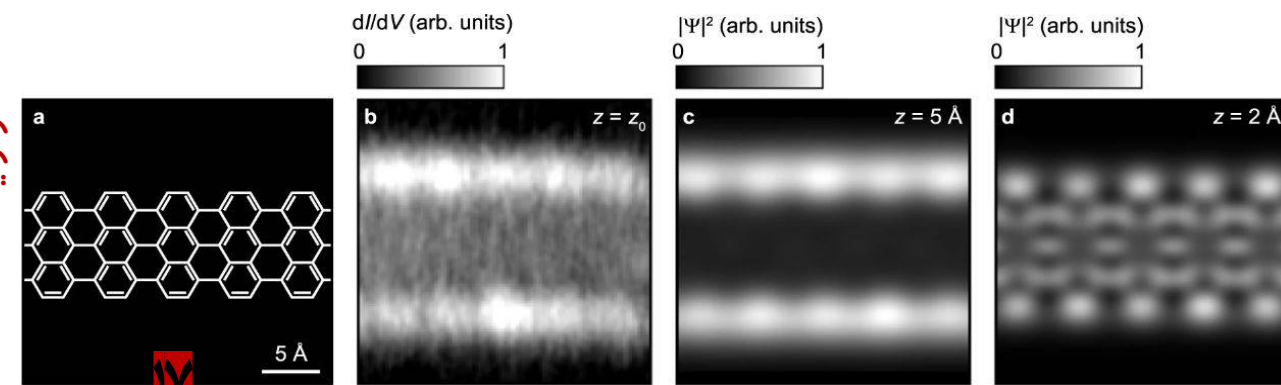 dI/dV (arb. units)
0 1
|Ψ|² (arb. units)
0 1
|Ψ|² (arb. units)
0 1
a
5 Å
b
z = z₀
c
z = 5 Å
d
z = 2 Å